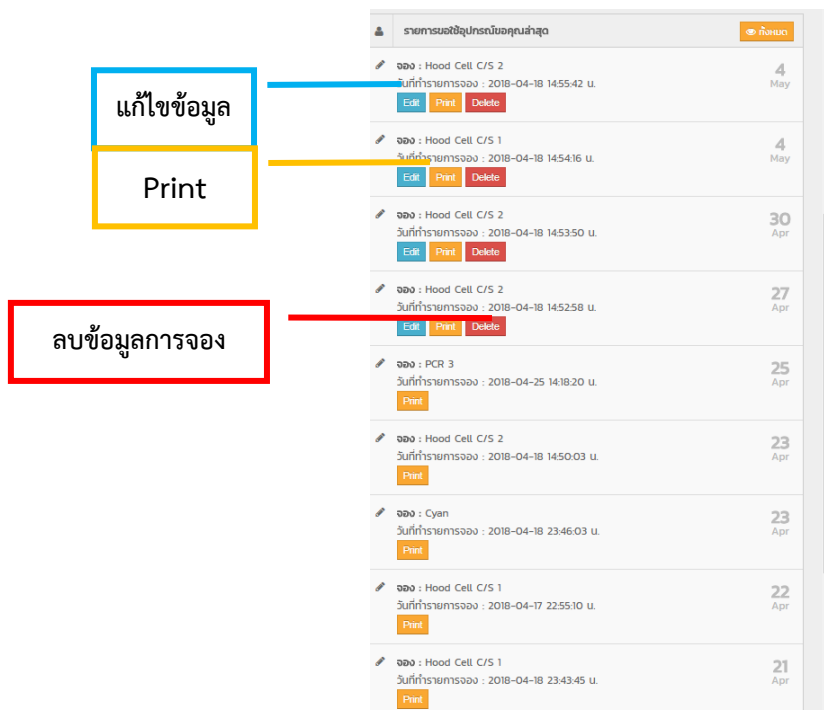 รายการขอใช้อุปกรณ์ของคุณล่าสุด
ทั้งหมด
แก้ไขข้อมูล
Print
ลบข้อมูลการจอง
จอง : Hood Cell C/S 2
4
วันที่ทำรายการจอง : 2018-04-18 14:55:42 น.
May
Edit Print Delete
จอง : Hood Cell C/S 1
4
วันที่ทำรายการจอง : 2018-04-18 14:54:16 น.
May
Edit Print Delete
จอง : Hood Cell C/S 2
30
วันที่ทำรายการจอง : 2018-04-18 14:53:50 น.
Apr
Edit Print Delete
จอง : Hood Cell C/S 2
27
วันที่ทำรายการจอง : 2018-04-18 14:52:58 น.
Apr
Edit Print Delete
จอง : PCR 3
25
วันที่ทำรายการจอง : 2018-04-25 14:18:20 น.
Apr
Print
จอง : Hood Cell C/S 2
23
วันที่ทำรายการจอง : 2018-04-18 14:50:03 น.
Apr
Print
จอง : Cyan
23
วันที่ทำรายการจอง : 2018-04-18 23:46:03 น.
Apr
Print
จอง : Hood Cell C/S 1
22
วันที่ทำรายการจอง : 2018-04-17 22:55:10 น.
Apr
Print
จอง : Hood Cell C/S 1
21
วันที่ทำรายการจอง : 2018-04-18 23:43:45 น.
Apr
Print